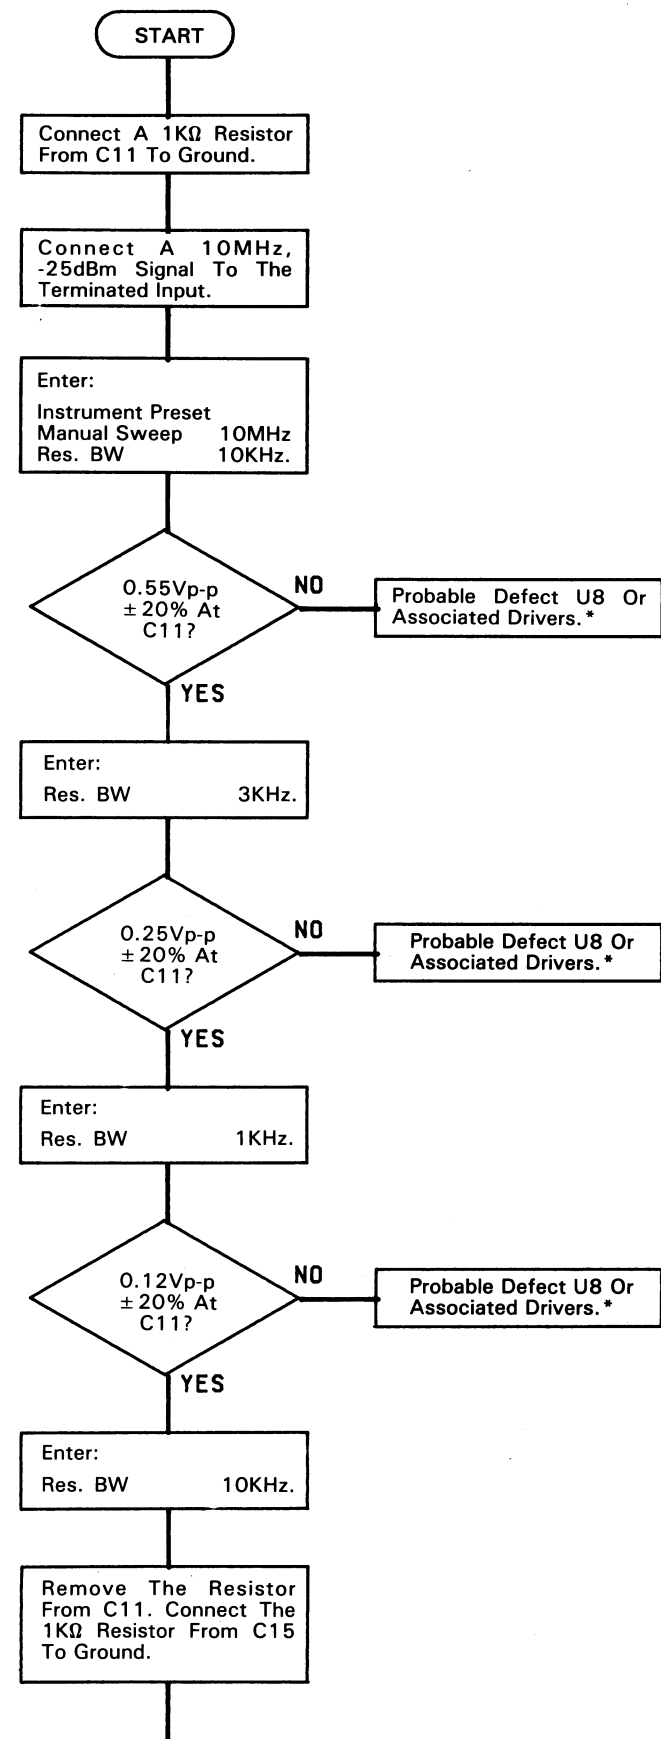 START
Connect A 1KΩ Resistor
From C11 To Ground.
Connect A 10MHz,
-25dBm Signal To The
Terminated Input.
Enter:
Instrument Preset
Manual Sweep 10MHz
Res. BW 10KHz.
0.55Vp-p
±20% At
C11?
NO
Probable Defect U8 Or
Associated Drivers.*
YES
Enter:
Res. BW 3KHz.
0.25Vp-p
±20% At
C11?
NO
Probable Defect U8 Or
Associated Drivers.*
YES
Enter:
Res. BW 1KHz.
0.12Vp-p
±20% At
C11?
NO
Probable Defect U8 Or
Associated Drivers.*
YES
Enter:
Res. BW 10KHz.
Remove The Resistor
From C11. Connect The
1KΩ Resistor From C15
To Ground.